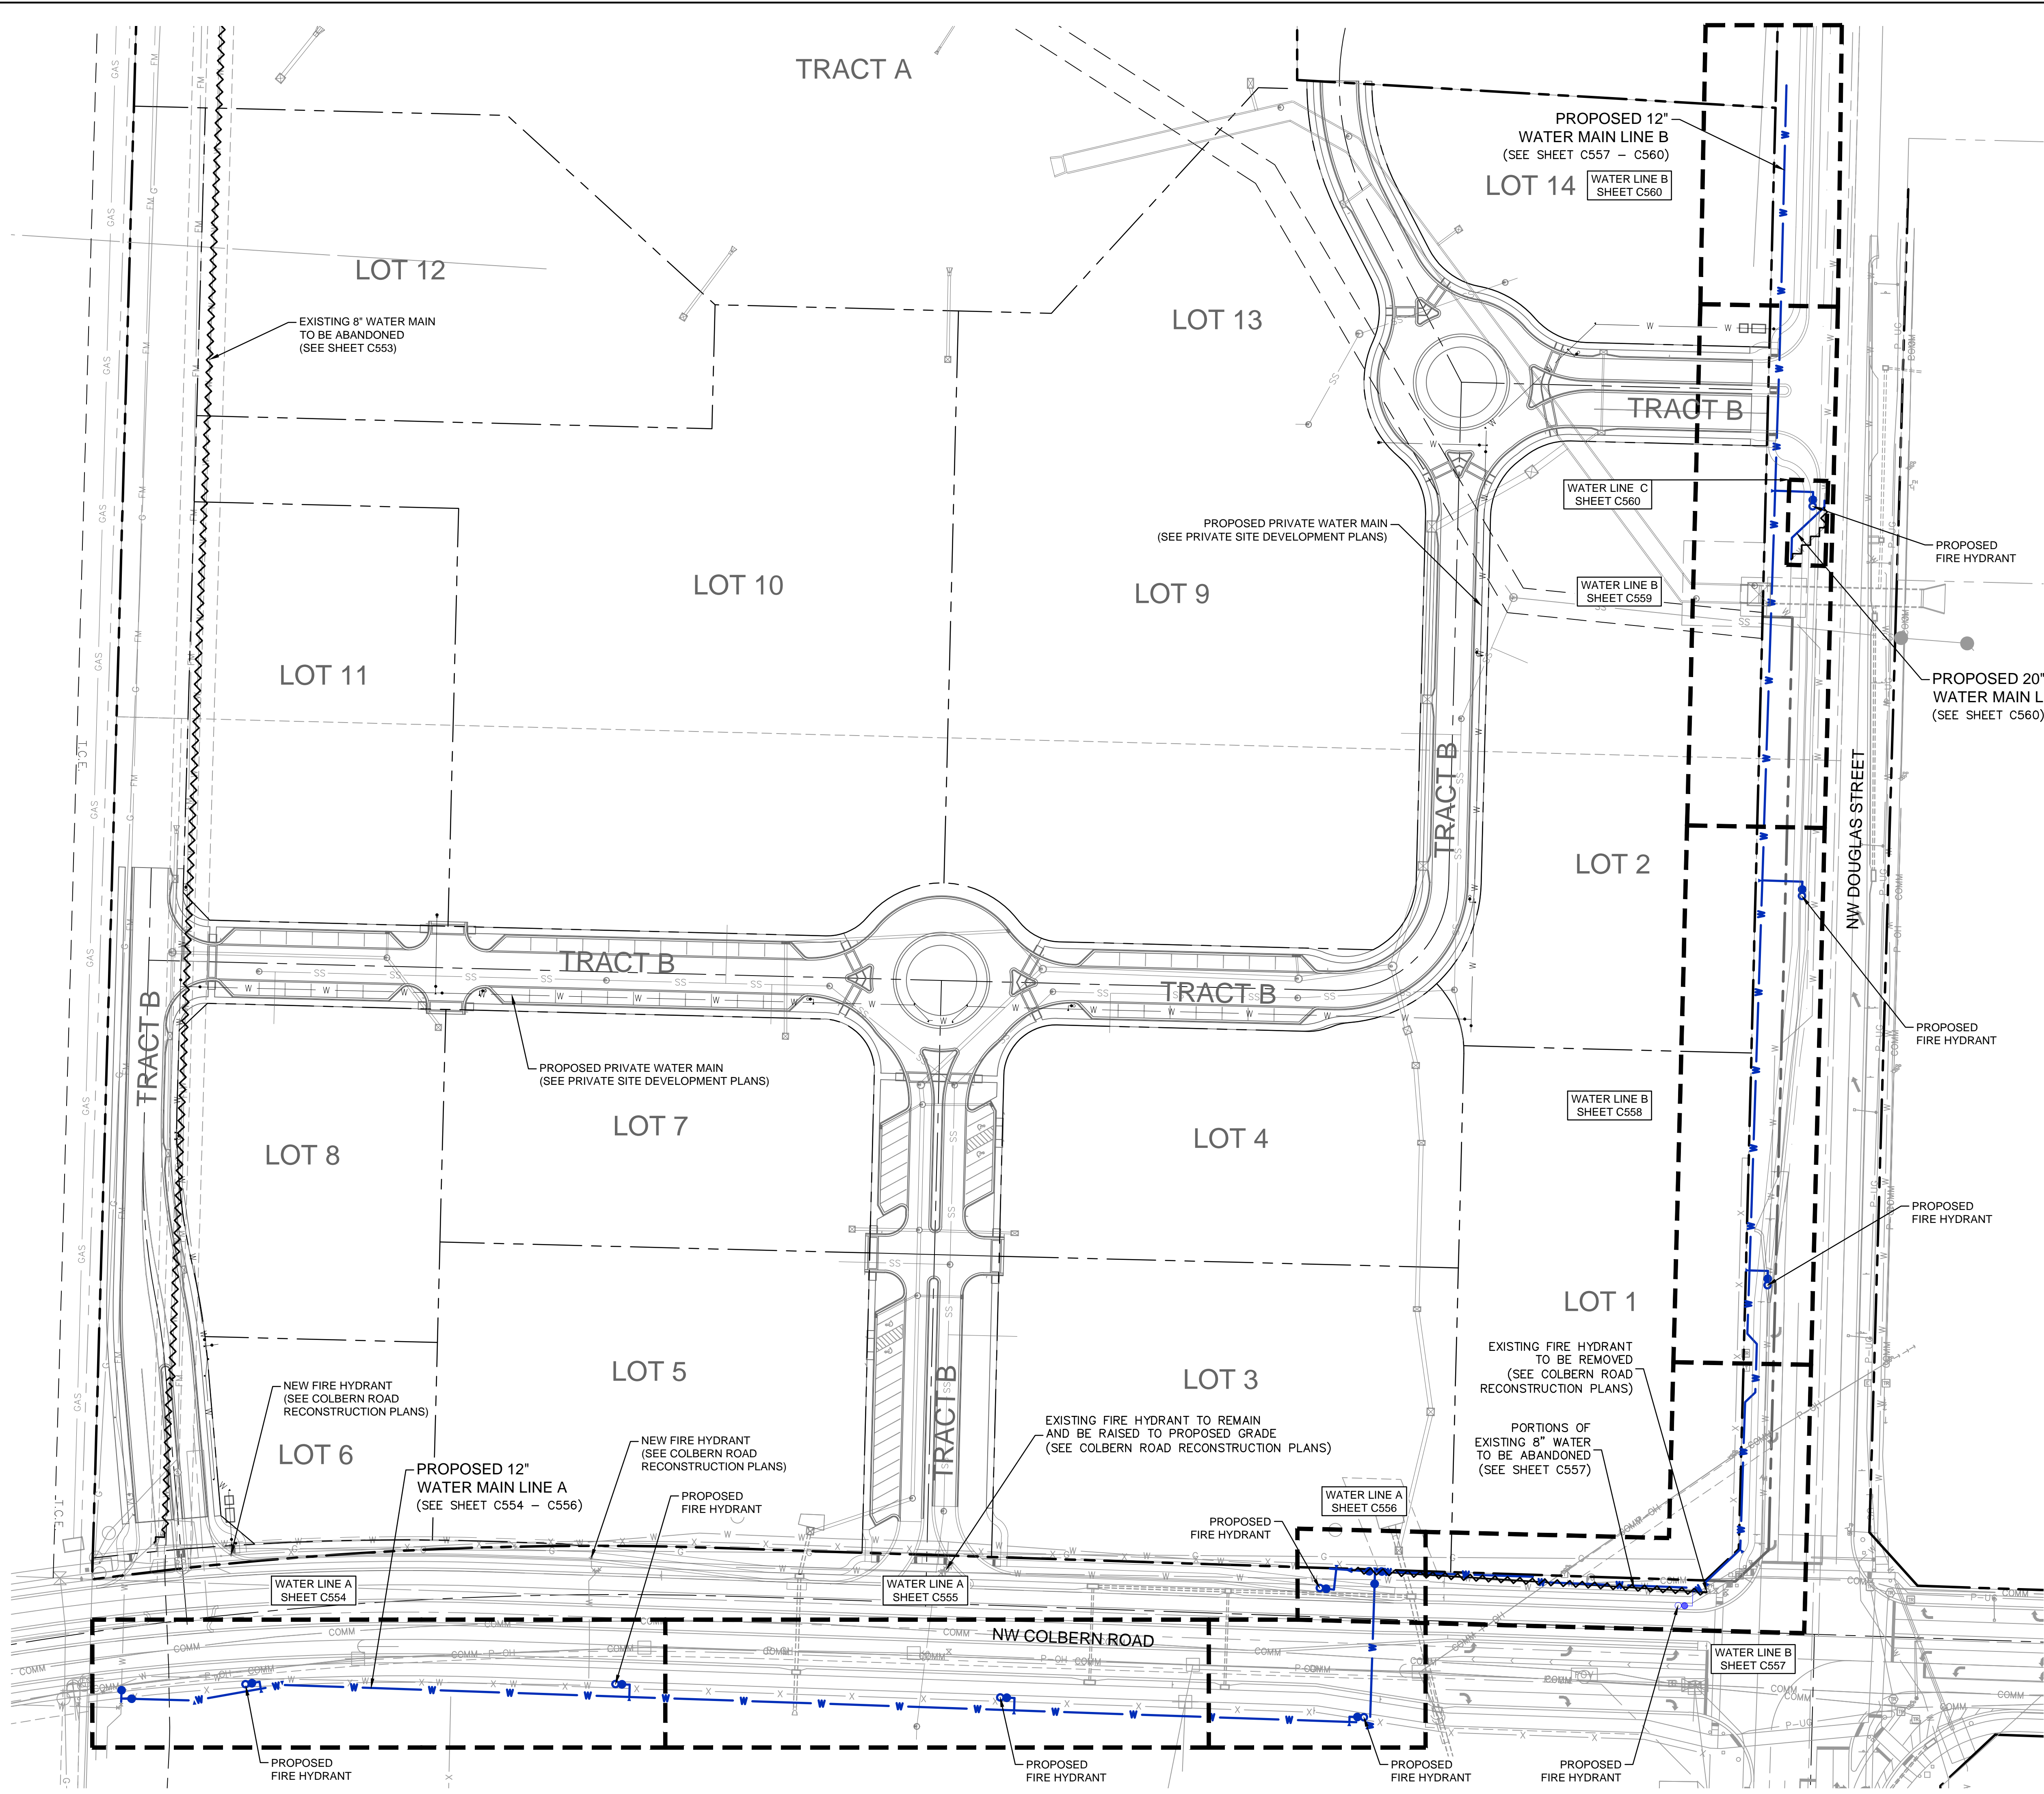 TRACT A
PROPOSED 12"
WATER MAIN LINE B
(SEE SHEET C557 – C560)
LOT 14
WATER LINE B
SHEET C560
LOT 12
EXISTING 8" WATER MAIN
TO BE ABANDONED
(SEE SHEET C553)
LOT 13
TRACT B
WATER LINE C
SHEET C560
PROPOSED PRIVATE WATER MAIN
(SEE PRIVATE SITE DEVELOPMENT PLANS)
PROPOSED
FIRE HYDRANT
LOT 10
LOT 9
WATER LINE B
SHEET C559
LOT 11
PROPOSED 20"
WATER MAIN L
(SEE SHEET C560)
T.C.E.
TRACT B
NW DOUGLAS STREET
LOT 2
TRACT B
TRACT B
TRACT B
PROPOSED
FIRE HYDRANT
PROPOSED PRIVATE WATER MAIN
(SEE PRIVATE SITE DEVELOPMENT PLANS)
WATER LINE B
SHEET C558
LOT 7
LOT 8
LOT 4
PROPOSED
FIRE HYDRANT
LOT 1
EXISTING FIRE HYDRANT
TO BE REMOVED
(SEE COLBERN ROAD
RECONSTRUCTION PLANS)
LOT 5
LOT 3
TRACT B
NEW FIRE HYDRANT
(SEE COLBERN ROAD
RECONSTRUCTION PLANS)
LOT 6
NEW FIRE HYDRANT
(SEE COLBERN ROAD
RECONSTRUCTION PLANS)
EXISTING FIRE HYDRANT TO REMAIN
AND BE RAISED TO PROPOSED GRADE
(SEE COLBERN ROAD RECONSTRUCTION PLANS)
PORTIONS OF
EXISTING 8" WATER
TO BE ABANDONED
(SEE SHEET C557)
PROPOSED 12"
WATER MAIN LINE A
(SEE SHEET C554 – C556)
PROPOSED
FIRE HYDRANT
T.C.E.
WATER LINE A
SHEET C556
PROPOSED
FIRE HYDRANT
WATER LINE A
SHEET C554
WATER LINE A
SHEET C555
NW COLBERN ROAD
WATER LINE B
SHEET C557
PROPOSED
FIRE HYDRANT
PROPOSED
FIRE HYDRANT
PROPOSED
FIRE HYDRANT
PROPOSED
FIRE HYDRANT